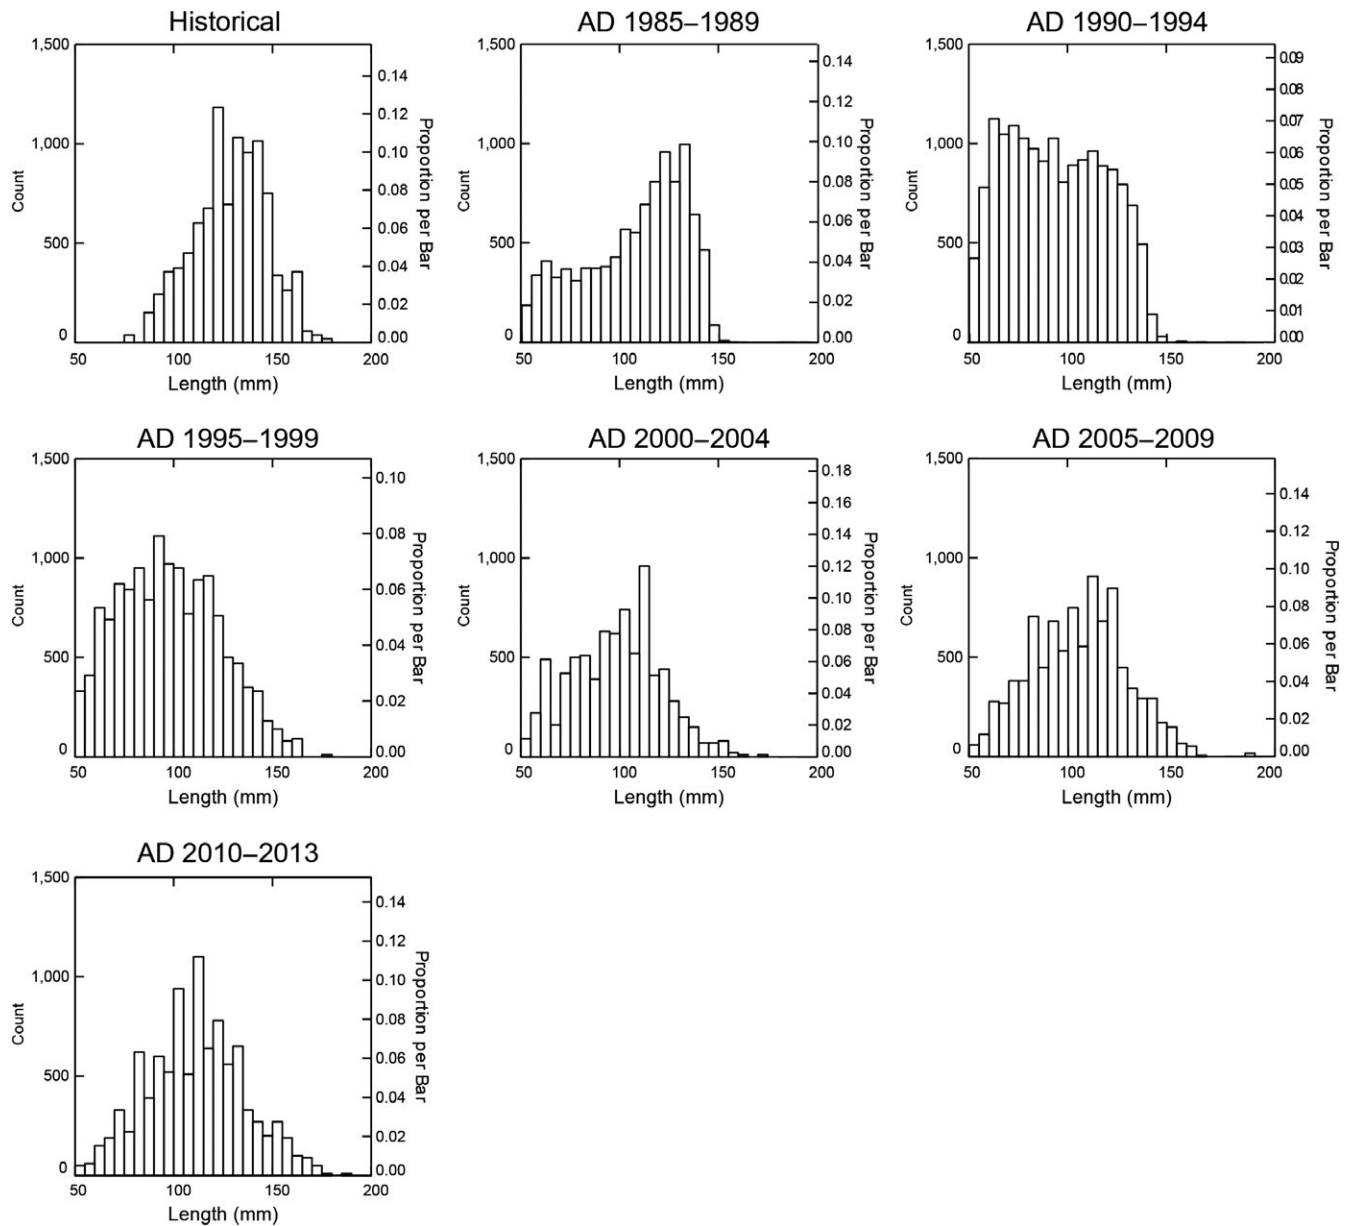 Historical
1,500
1,000
500
0
Count
0.14
0.12
0.10
0.08
0.06
0.04
0.02
0.00
Proportion per Bar
50 100 150 200
Length (mm)
AD 1985–1989
1,500
1,000
500
0
Count
0.14
0.12
0.10
0.08
0.06
0.04
0.02
0.00
Proportion per Bar
50 100 150 200
Length (mm)
AD 1990–1994
1,500
1,000
500
0
Count
0.09
0.08
0.07
0.06
0.05
0.04
0.03
0.02
0.01
0.00
Proportion per Bar
50 100 150 200
Length (mm)
AD 1995–1999
1,500
1,000
500
0
Count
0.10
0.08
0.06
0.04
0.02
0.00
Proportion per Bar
50 100 150 200
Length (mm)
AD 2000–2004
1,500
1,000
500
0
Count
0.18
0.16
0.14
0.12
0.10
0.08
0.06
0.04
0.02
0.00
Proportion per Bar
50 100 150 200
Length (mm)
AD 2005–2009
1,500
1,000
500
0
Count
0.14
0.12
0.10
0.08
0.06
0.04
0.02
0.00
Proportion per Bar
50 100 150 200
Length (mm)
AD 2010–2013
1,500
1,000
500
0
Count
0.14
0.12
0.10
0.08
0.06
0.04
0.02
0.00
Proportion per Bar
50 100 150 200
Length (mm)